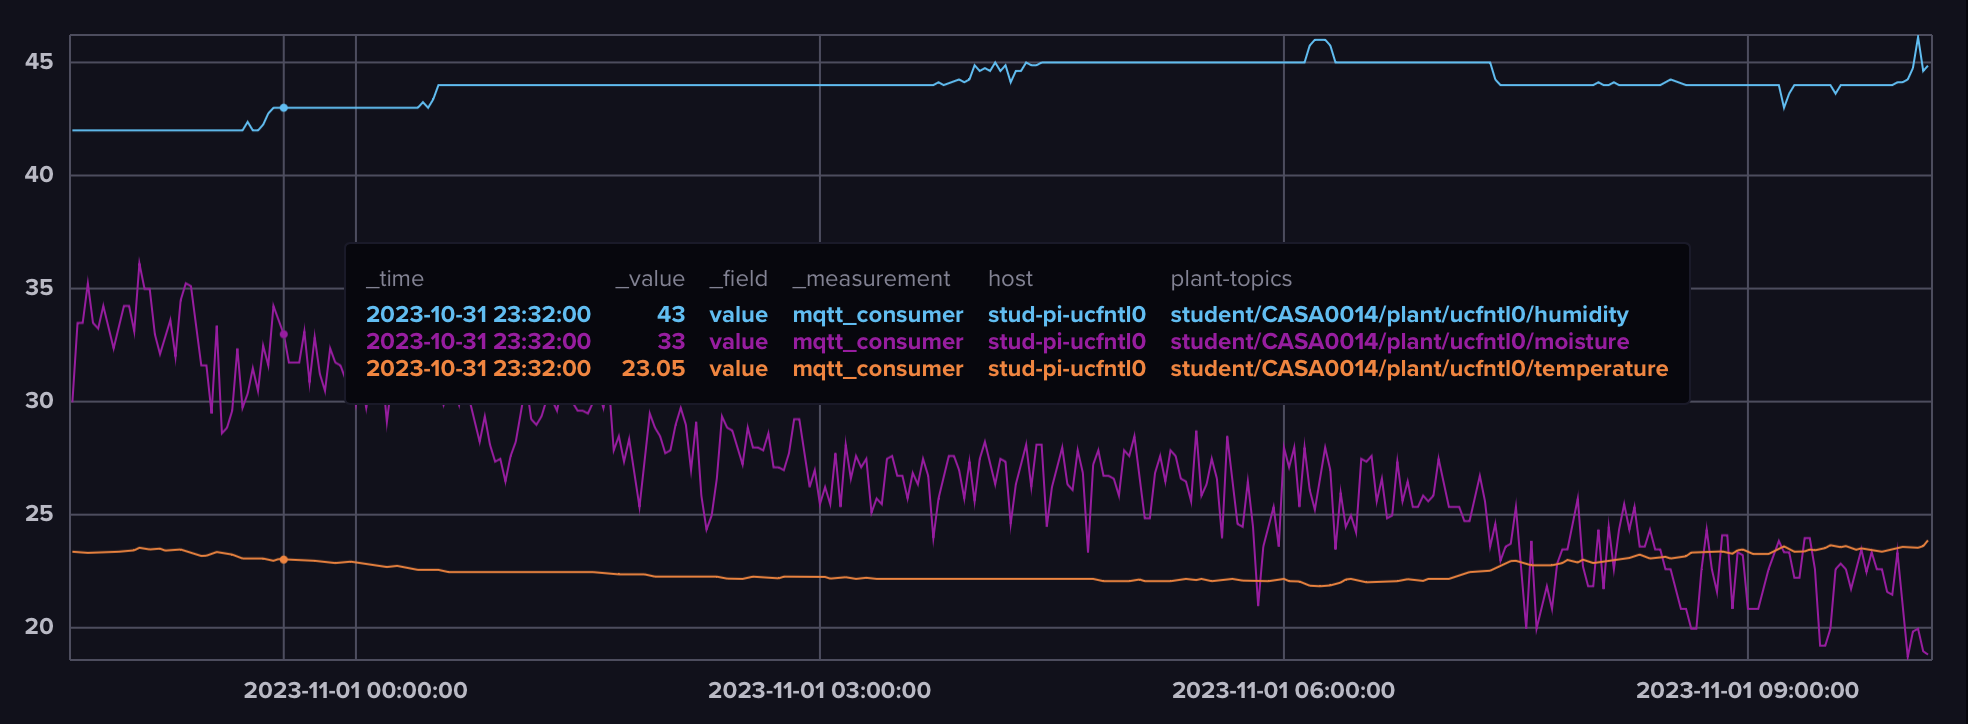 45
40
35
30
25
20
_time _value _field _measurement host plant-topics
2023-10-31 23:32:00 43 value mqtt_consumer stud-pi-ucfntl0 student/CASA0014/plant/ucfntl0/humidity
2023-10-31 23:32:00 33 value mqtt_consumer stud-pi-ucfntl0 student/CASA0014/plant/ucfntl0/moisture
2023-10-31 23:32:00 23.05 value mqtt_consumer stud-pi-ucfntl0 student/CASA0014/plant/ucfntl0/temperature
2023-11-01 00:00:00 2023-11-01 03:00:00 2023-11-01 06:00:00 2023-11-01 09:00:00